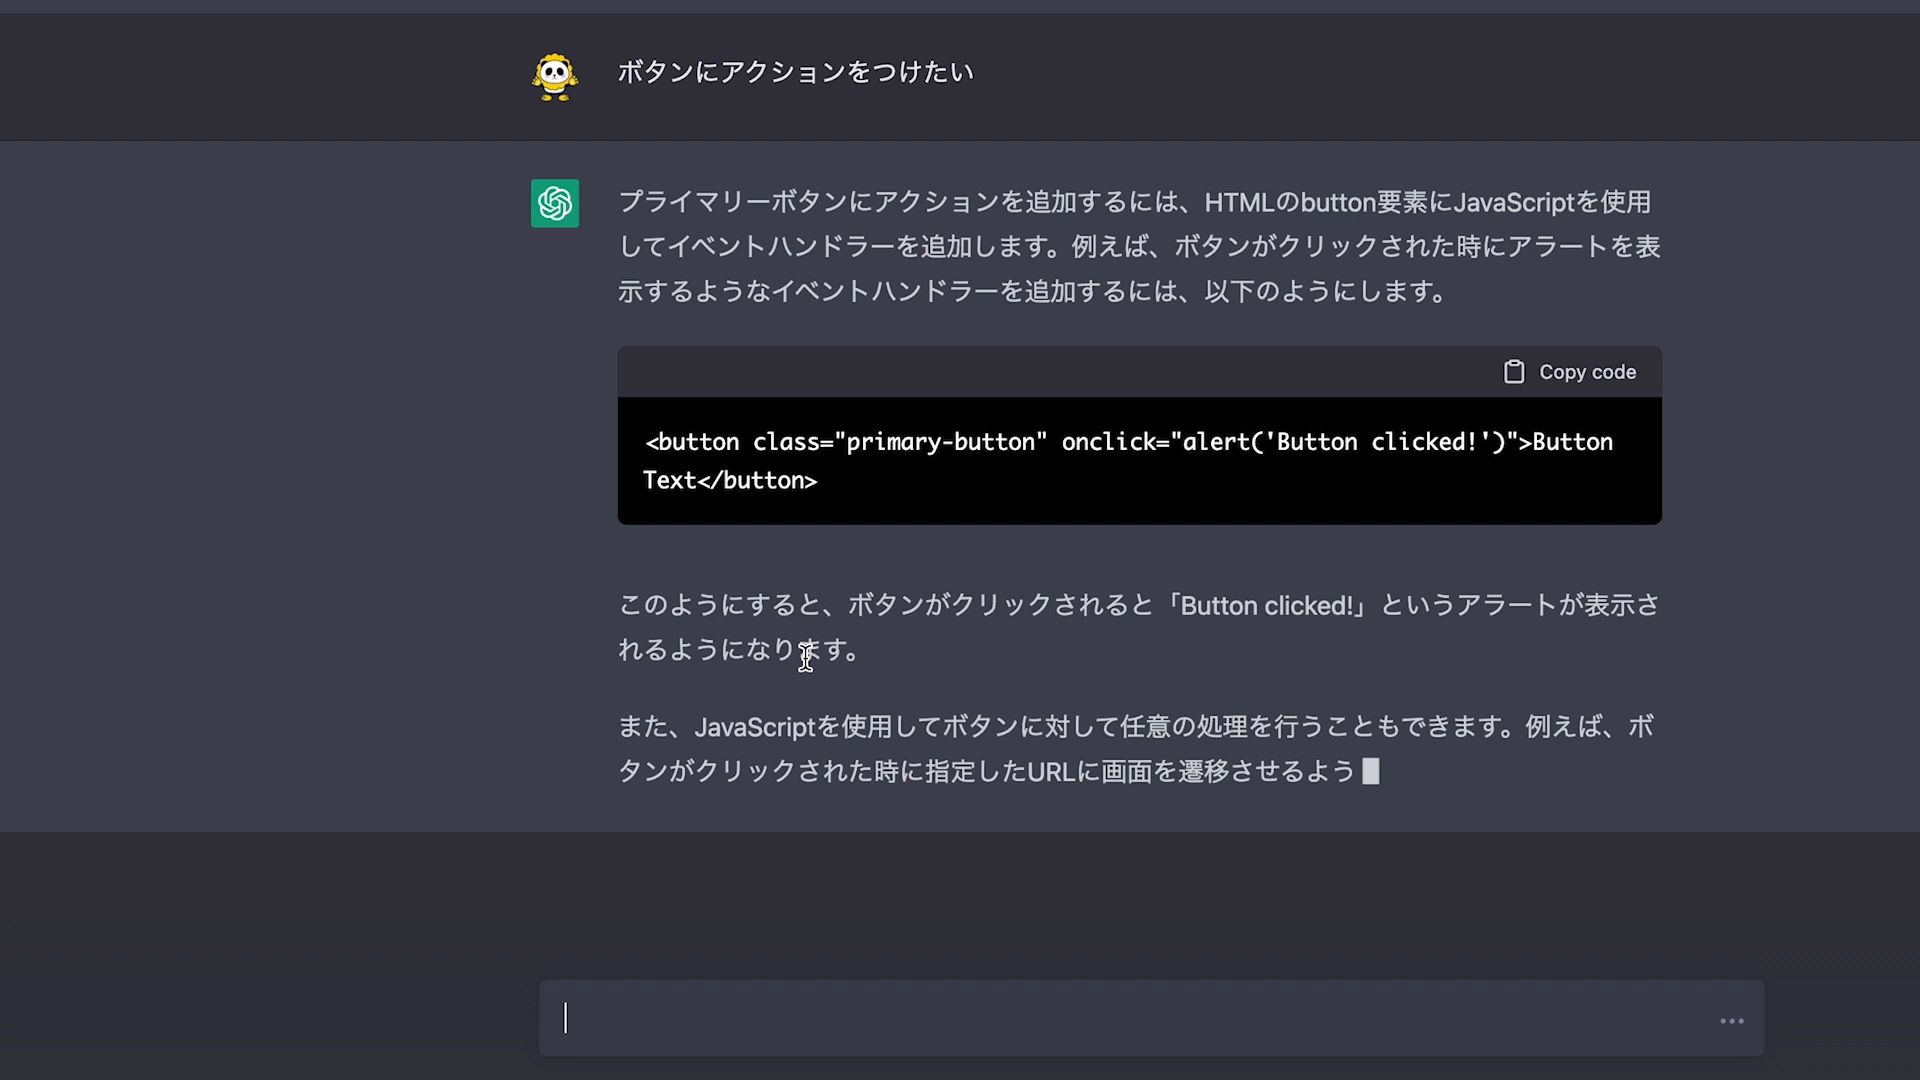 ボタンにアクションをつけたい
プライマリーボタンにアクションを追加するには、HTMLのbutton要素にJavaScriptを使用
してイベントハンドラーを追加します。例えば、ボタンがクリックされた時にアラートを表
示するようなイベントハンドラーを追加するには、以下のようにします。
Copy code
<button class="primary-button" onclick="alert('Button clicked!')">Button
Text</button>
このようにすると、ボタンがクリックされると「Button clicked!」というアラートが表示さ
れるようになります。
また、JavaScriptを使用してボタンに対して任意の処理を行うこともできます。例えば、ボ
タンがクリックされた時に指定したURLに画面を遷移させるよう